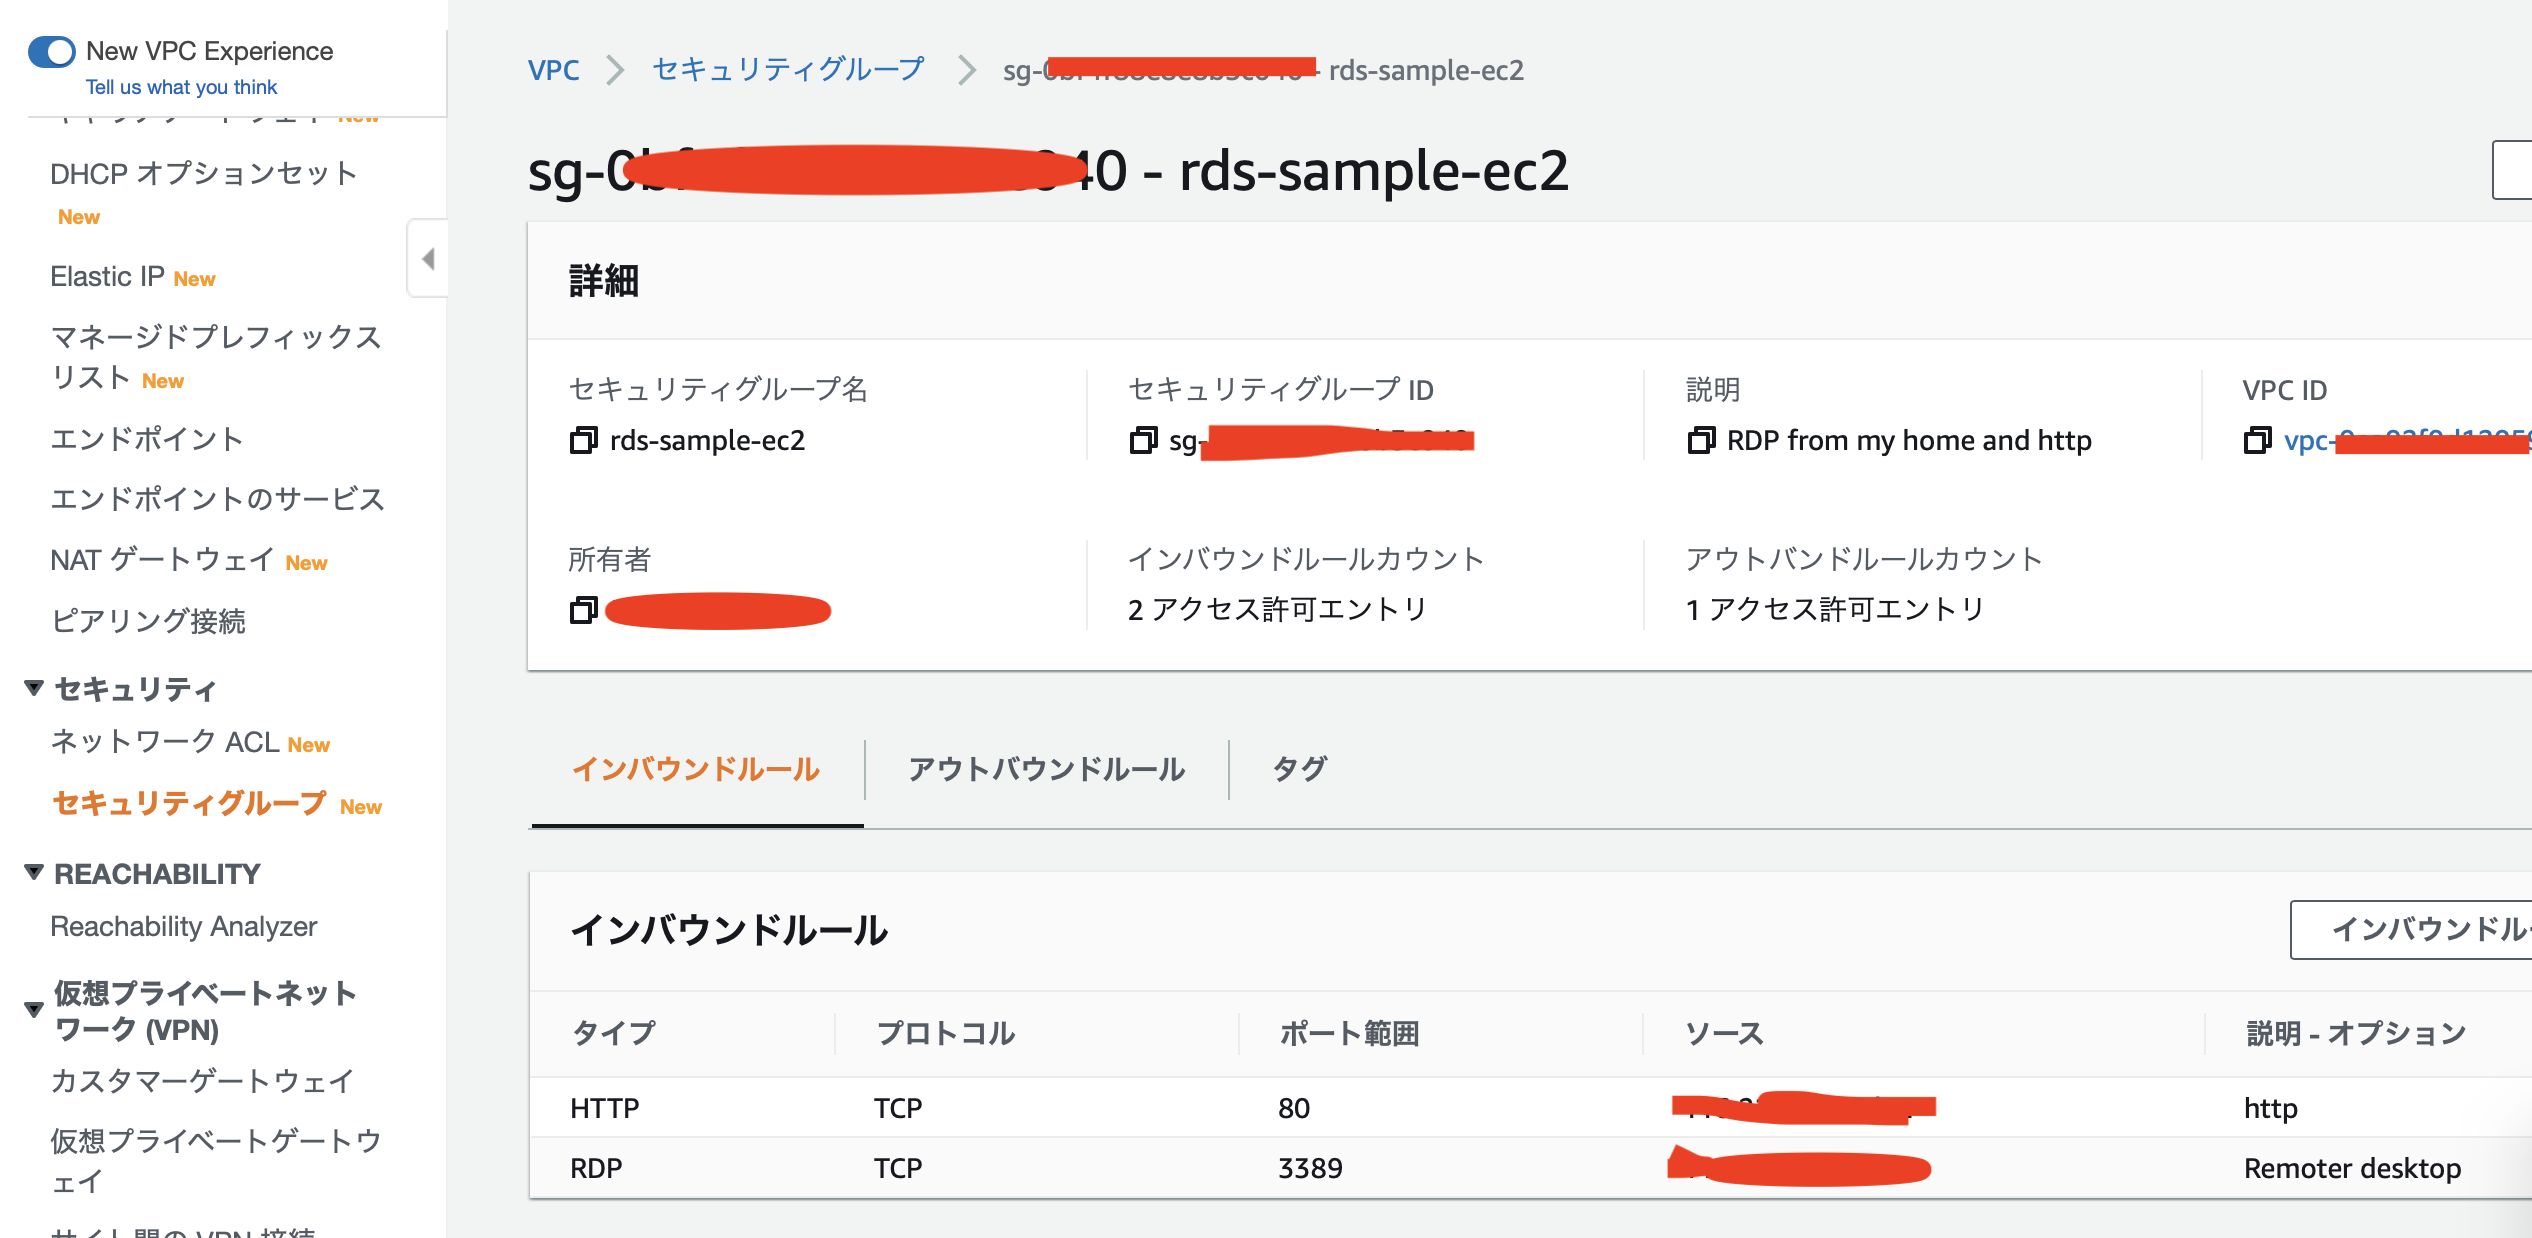 New VPC Experience
Tell us what you think
New
DHCP オプションセット
New
Elastic IP New
マネージドプレフィックス
リスト New
エンドポイント
エンドポイントのサービス
NAT ゲートウェイ New
ピアリング接続
セキュリティ
ネットワーク ACL New
セキュリティグループ New
REACHABILITY
Reachability Analyzer
仮想プライベートネット
ワーク (VPN)
カスタマーゲートウェイ
仮想プライベートゲートウ
ェイ
サイト間の VPN 接続
VPC
セキュリティグループ
sg- - rds-sample-ec2
sg-0 40 - rds-sample-ec2
詳細
セキュリティグループ名
rds-sample-ec2
セキュリティグループ ID
sg-
説明
RDP from my home and http
VPC ID
vpc-
所有者
インバウンドルールカウント
2 アクセス許可エントリ
アウトバンドルールカウント
1 アクセス許可エントリ
インバウンドルール
アウトバウンドルール
タグ
インバウンドルール
インバウンドル
タイプ プロトコル ポート範囲 ソース 説明 - オプション
HTTP TCP 80 http
RDP TCP 3389 Remoter desktop